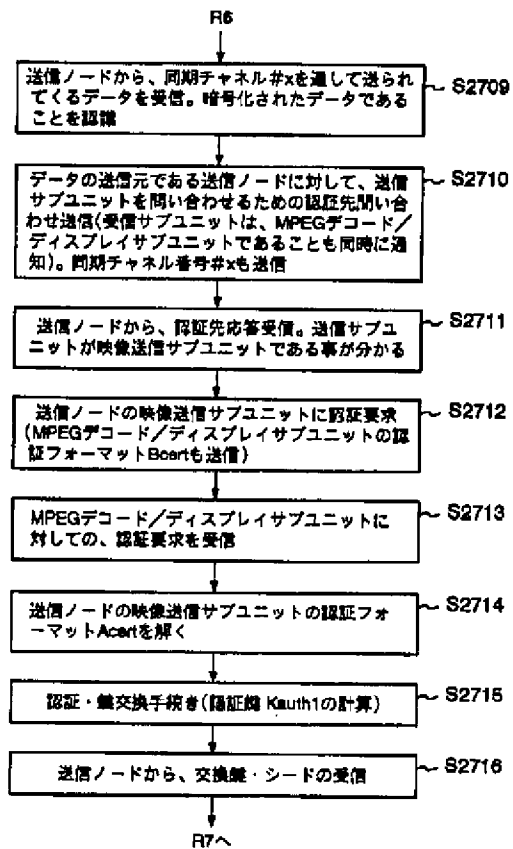 R6
送信ノードから、同期チャネル#xを通して送られ
てくるデータを受信。暗号化されたデータである
ことを認識
S2709
データの送信元である送信ノードに対して、送信
サブユニットを問い合わせるための認証先問い合
わせ送信(受信サブユニットは、MPEGデコード/
ディスプレイサブユニットであることも同時に通
知)。同期チャネル番号#xも送信
S2710
送信ノードから、認証先応答受信。送信サブユ
ニットが映像送信サブユニットである事が分かる
S2711
送信ノードの映像送信サブユニットに認証要求
(MPEGデコード/ディスプレイサブユニットの認
証フォーマットBcertも送信)
S2712
MPEGデコード/ディスプレイサブユニットに
対しての、認証要求を受信
S2713
送信ノードの映像送信サブユニットの認証フォ
ーマットAcertを解く
S2714
認証・鍵交換手続き(認証鍵 Kauth1の計算)
S2715
送信ノードから、交換鍵・シードの受信
S2716
R7へ